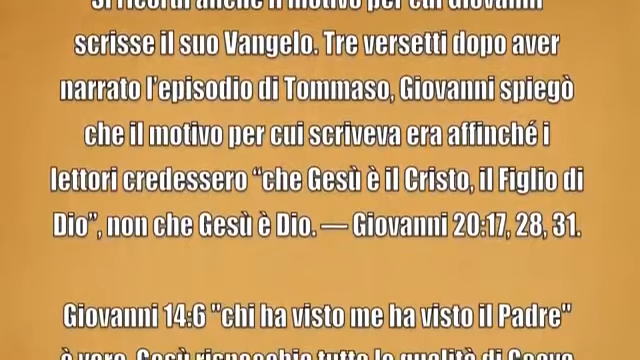 si ricordi anche il motivo per cui Giovanni
scrisse il suo Vangelo. Tre versetti dopo aver
narrato l'episodio di Tommaso, Giovanni spiegò
che il motivo per cui scriveva era affinché i
lettori credessero “che Gesù è il Cristo, il Figlio di
Dio”, non che Gesù è Dio. — Giovanni 20:17, 28, 31.
Giovanni 14:6 "chi ha visto me ha visto il Padre"
è vero, Gesù rispecchia tutte le qualità di Geova